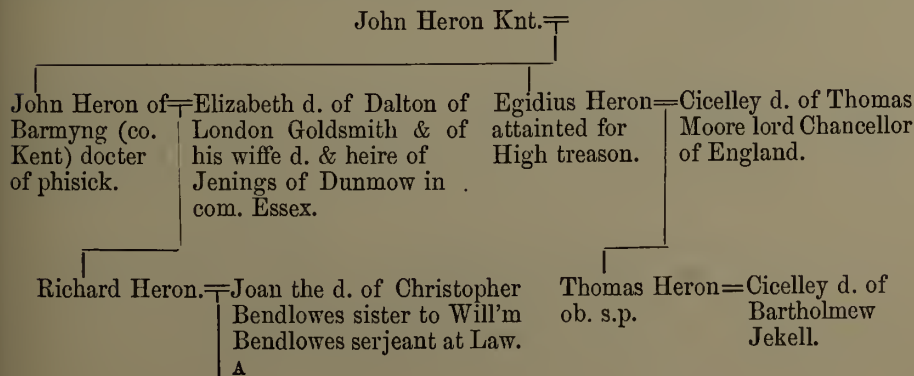 John Heron Knt.
John Heron of
Barmyng (co.
Kent) docter
of phisick.
Elizabeth d. of Dalton of
London Goldsmith & of
his wiffe d. & heire of
Jenings of Dunmow in
com. Essex.
Egidius Heron
attainted for
High treason.
Cicelley d. of Thomas
Moore lord Chancellor
of England.
Richard Heron.
Joan the d. of Christopher
Bendlowes sister to Will'm
Bendlowes serjeant at Law.
A
Thomas Heron
ob. s.p.
Cicelley d. of
Bartholmew
Jekell.